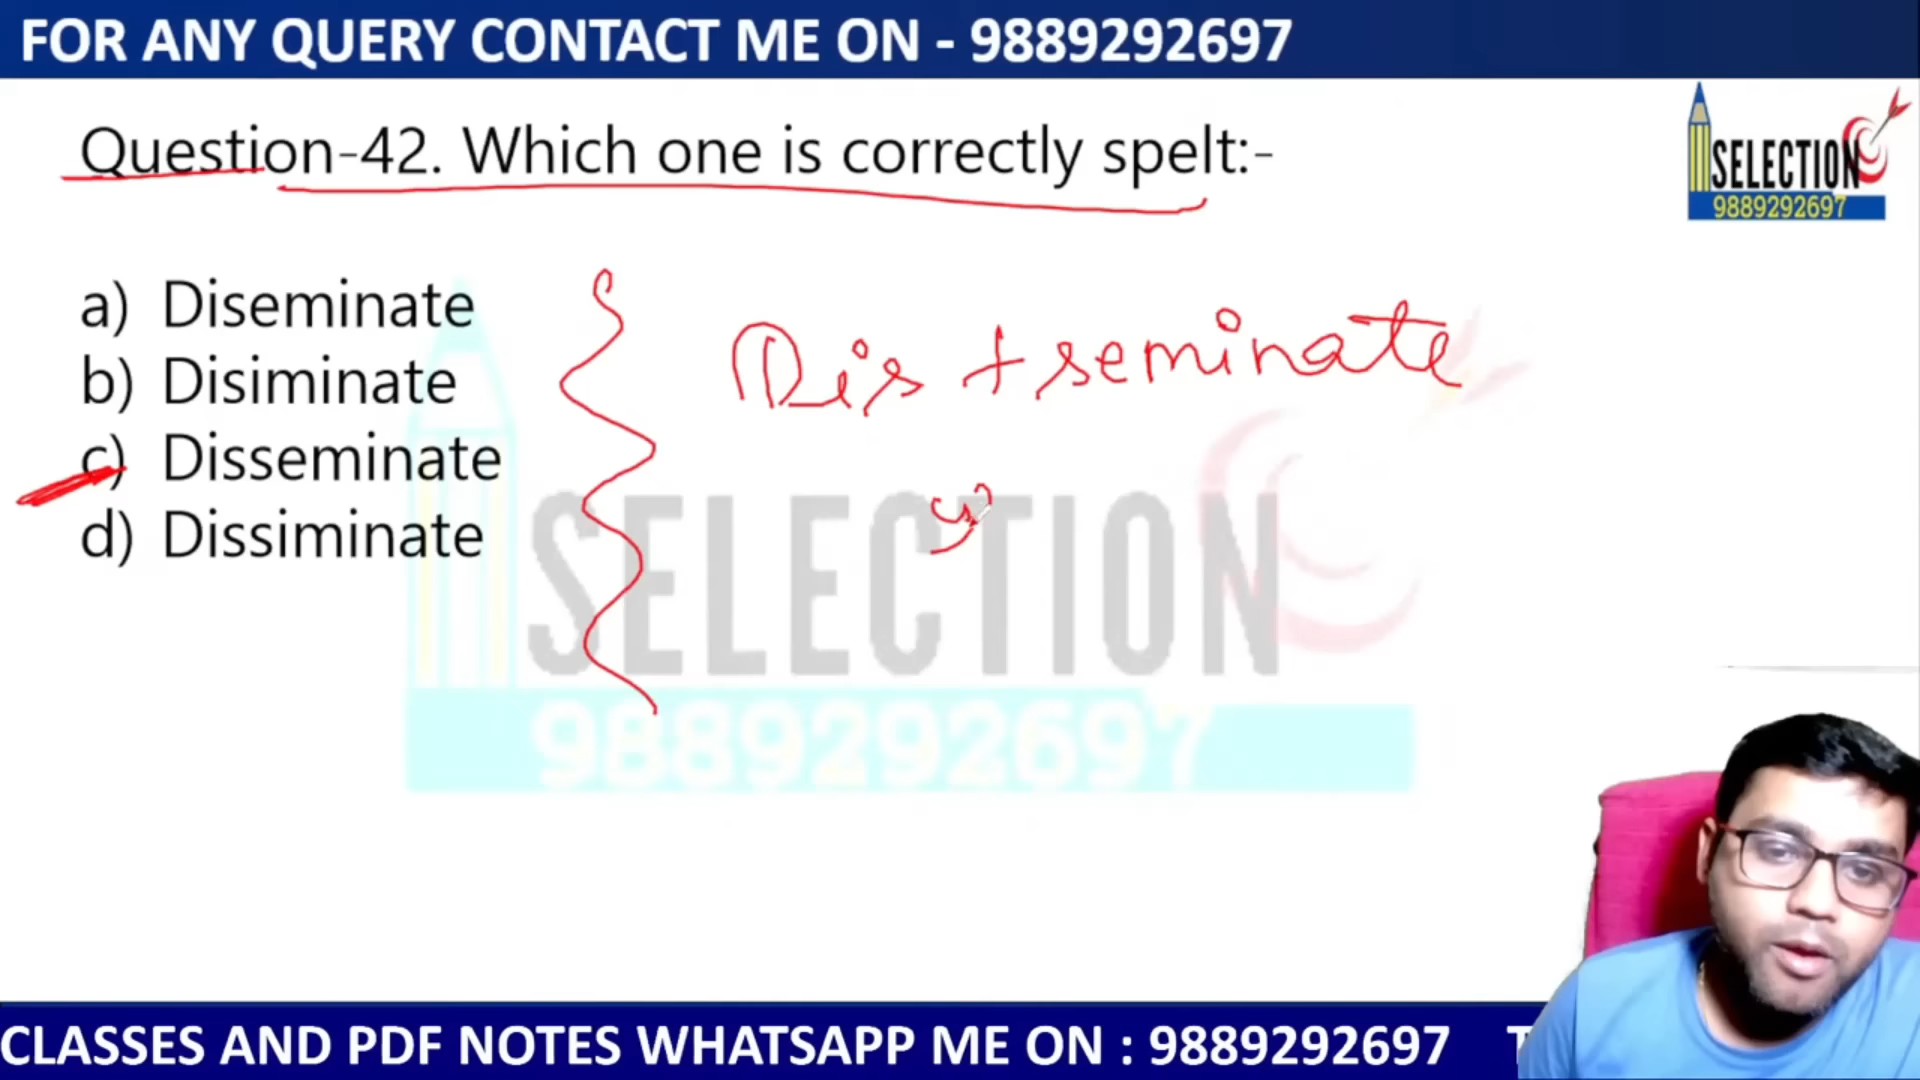 FOR ANY QUERY CONTACT ME ON - 9889292697
Question-42. Which one is correctly spelt:-
SELECTION
9889292697
a) Diseminate
b) Disiminate
c) Disseminate
d) Dissiminate
Dis + seminate
SELECTION
9889292697
CLASSES AND PDF NOTES WHATSAPP ME ON : 9889292697